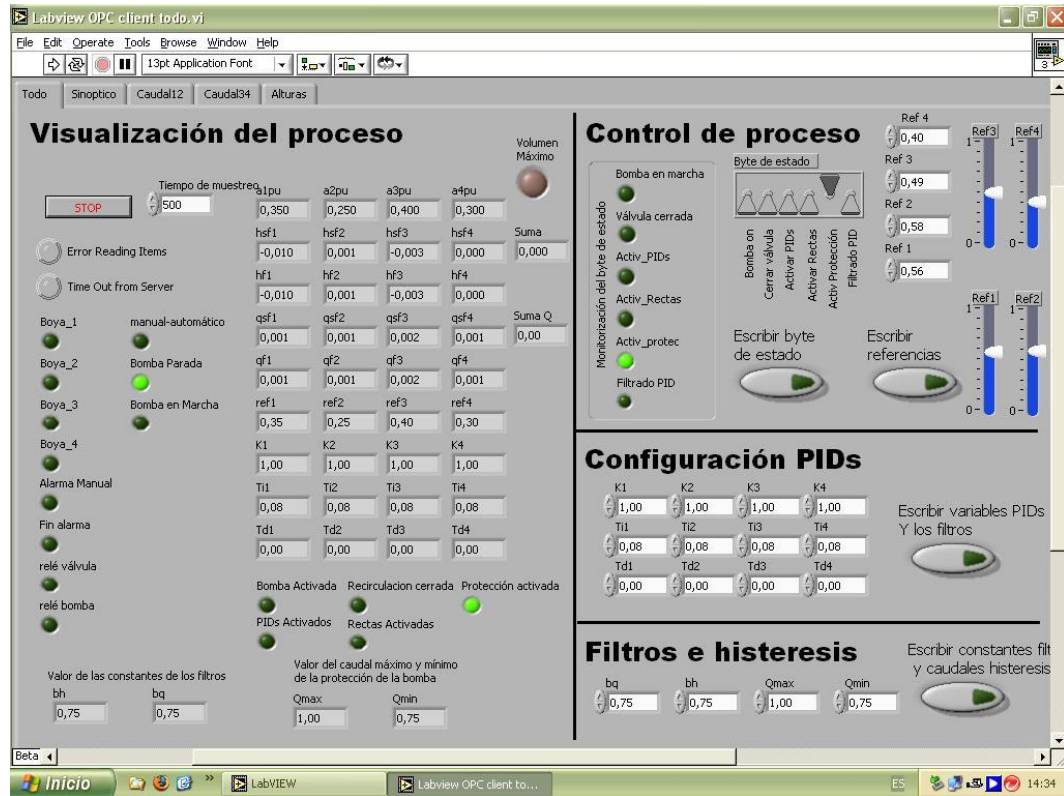 Labview OPC client todo.vi
File Edit Operate Tools Browse Window Help
13pt Application Font
3
Todo Sinoptico Caudal12 Caudal34 Alturas
Visualización del proceso
Volumen
Máximo
STOP
Tiempo de muestreo
500
Error Reading Items
Time Out from Server
Boya_1 manual-automático
Boya_2 Bomba Parada
Boya_3 Bomba en Marcha
Boya_4
Alarma Manual
Fin alarma
relé válvula
relé bomba
a1pu a2pu a3pu a4pu
0,350 0,250 0,400 0,300
hsf1 hsf2 hsf3 hsf4 Suma
-0,010 0,001 -0,003 0,000 0,000
hf1 hf2 hf3 hf4
-0,010 0,001 -0,003 0,000
qsf1 qsf2 qsf3 qsf4 Suma Q
0,001 0,001 0,002 0,001 0,00
qf1 qf2 qf3 qf4
0,001 0,001 0,002 0,001
ref1 ref2 ref3 ref4
0,35 0,25 0,40 0,30
K1 K2 K3 K4
1,00 1,00 1,00 1,00
Ti1 Ti2 Ti3 Ti4
0,08 0,08 0,08 0,08
Td1 Td2 Td3 Td4
0,00 0,00 0,00 0,00
Bomba Activada Recirculacion cerrada Protección activada
PIDs Activados Rectas Activadas
Valor de las constantes de los filtros
bh bq
0,75 0,75
Valor del caudal máximo y mínimo
de la protección de la bomba
Qmax Qmin
1,00 0,75
Control de proceso
Monitorización del byte de estado
Bomba en marcha
Válvula cerrada
Activ_PIDs
Activ_Rectas
Activ_protec
Filtrado PID
Byte de estado
Bomba on
Cerrar válvula
Activar PIDs
Activar Rectas
Activ Protección
Filtrado PID
Escribir byte
de estado
Ref 4
0,40
Ref 3
0,49
Ref 2
0,58
Ref 1
0,56
Escribir
referencias
Ref3 Ref4
1- 1-
0- 0-
Ref1 Ref2
1- 1-
0- 0-
Configuración PIDs
K1 K2 K3 K4
1,00 1,00 1,00 1,00
Ti1 Ti2 Ti3 Ti4
0,08 0,08 0,08 0,08
Td1 Td2 Td3 Td4
0,00 0,00 0,00 0,00
Escribir variables PIDs
Y los filtros
Filtros e histeresis
bq bh Qmax Qmin
0,75 0,75 1,00 0,75
Escribir constantes filt
y caudales histeresis
Beta
Inicio » LabVIEW Labview OPC client to... ES 14:34